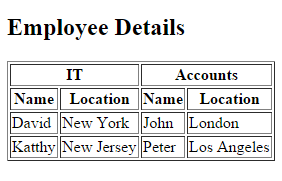 Employee Details
IT Accounts
Name Location Name Location
David New York John London
Katthy New Jersey Peter Los Angeles